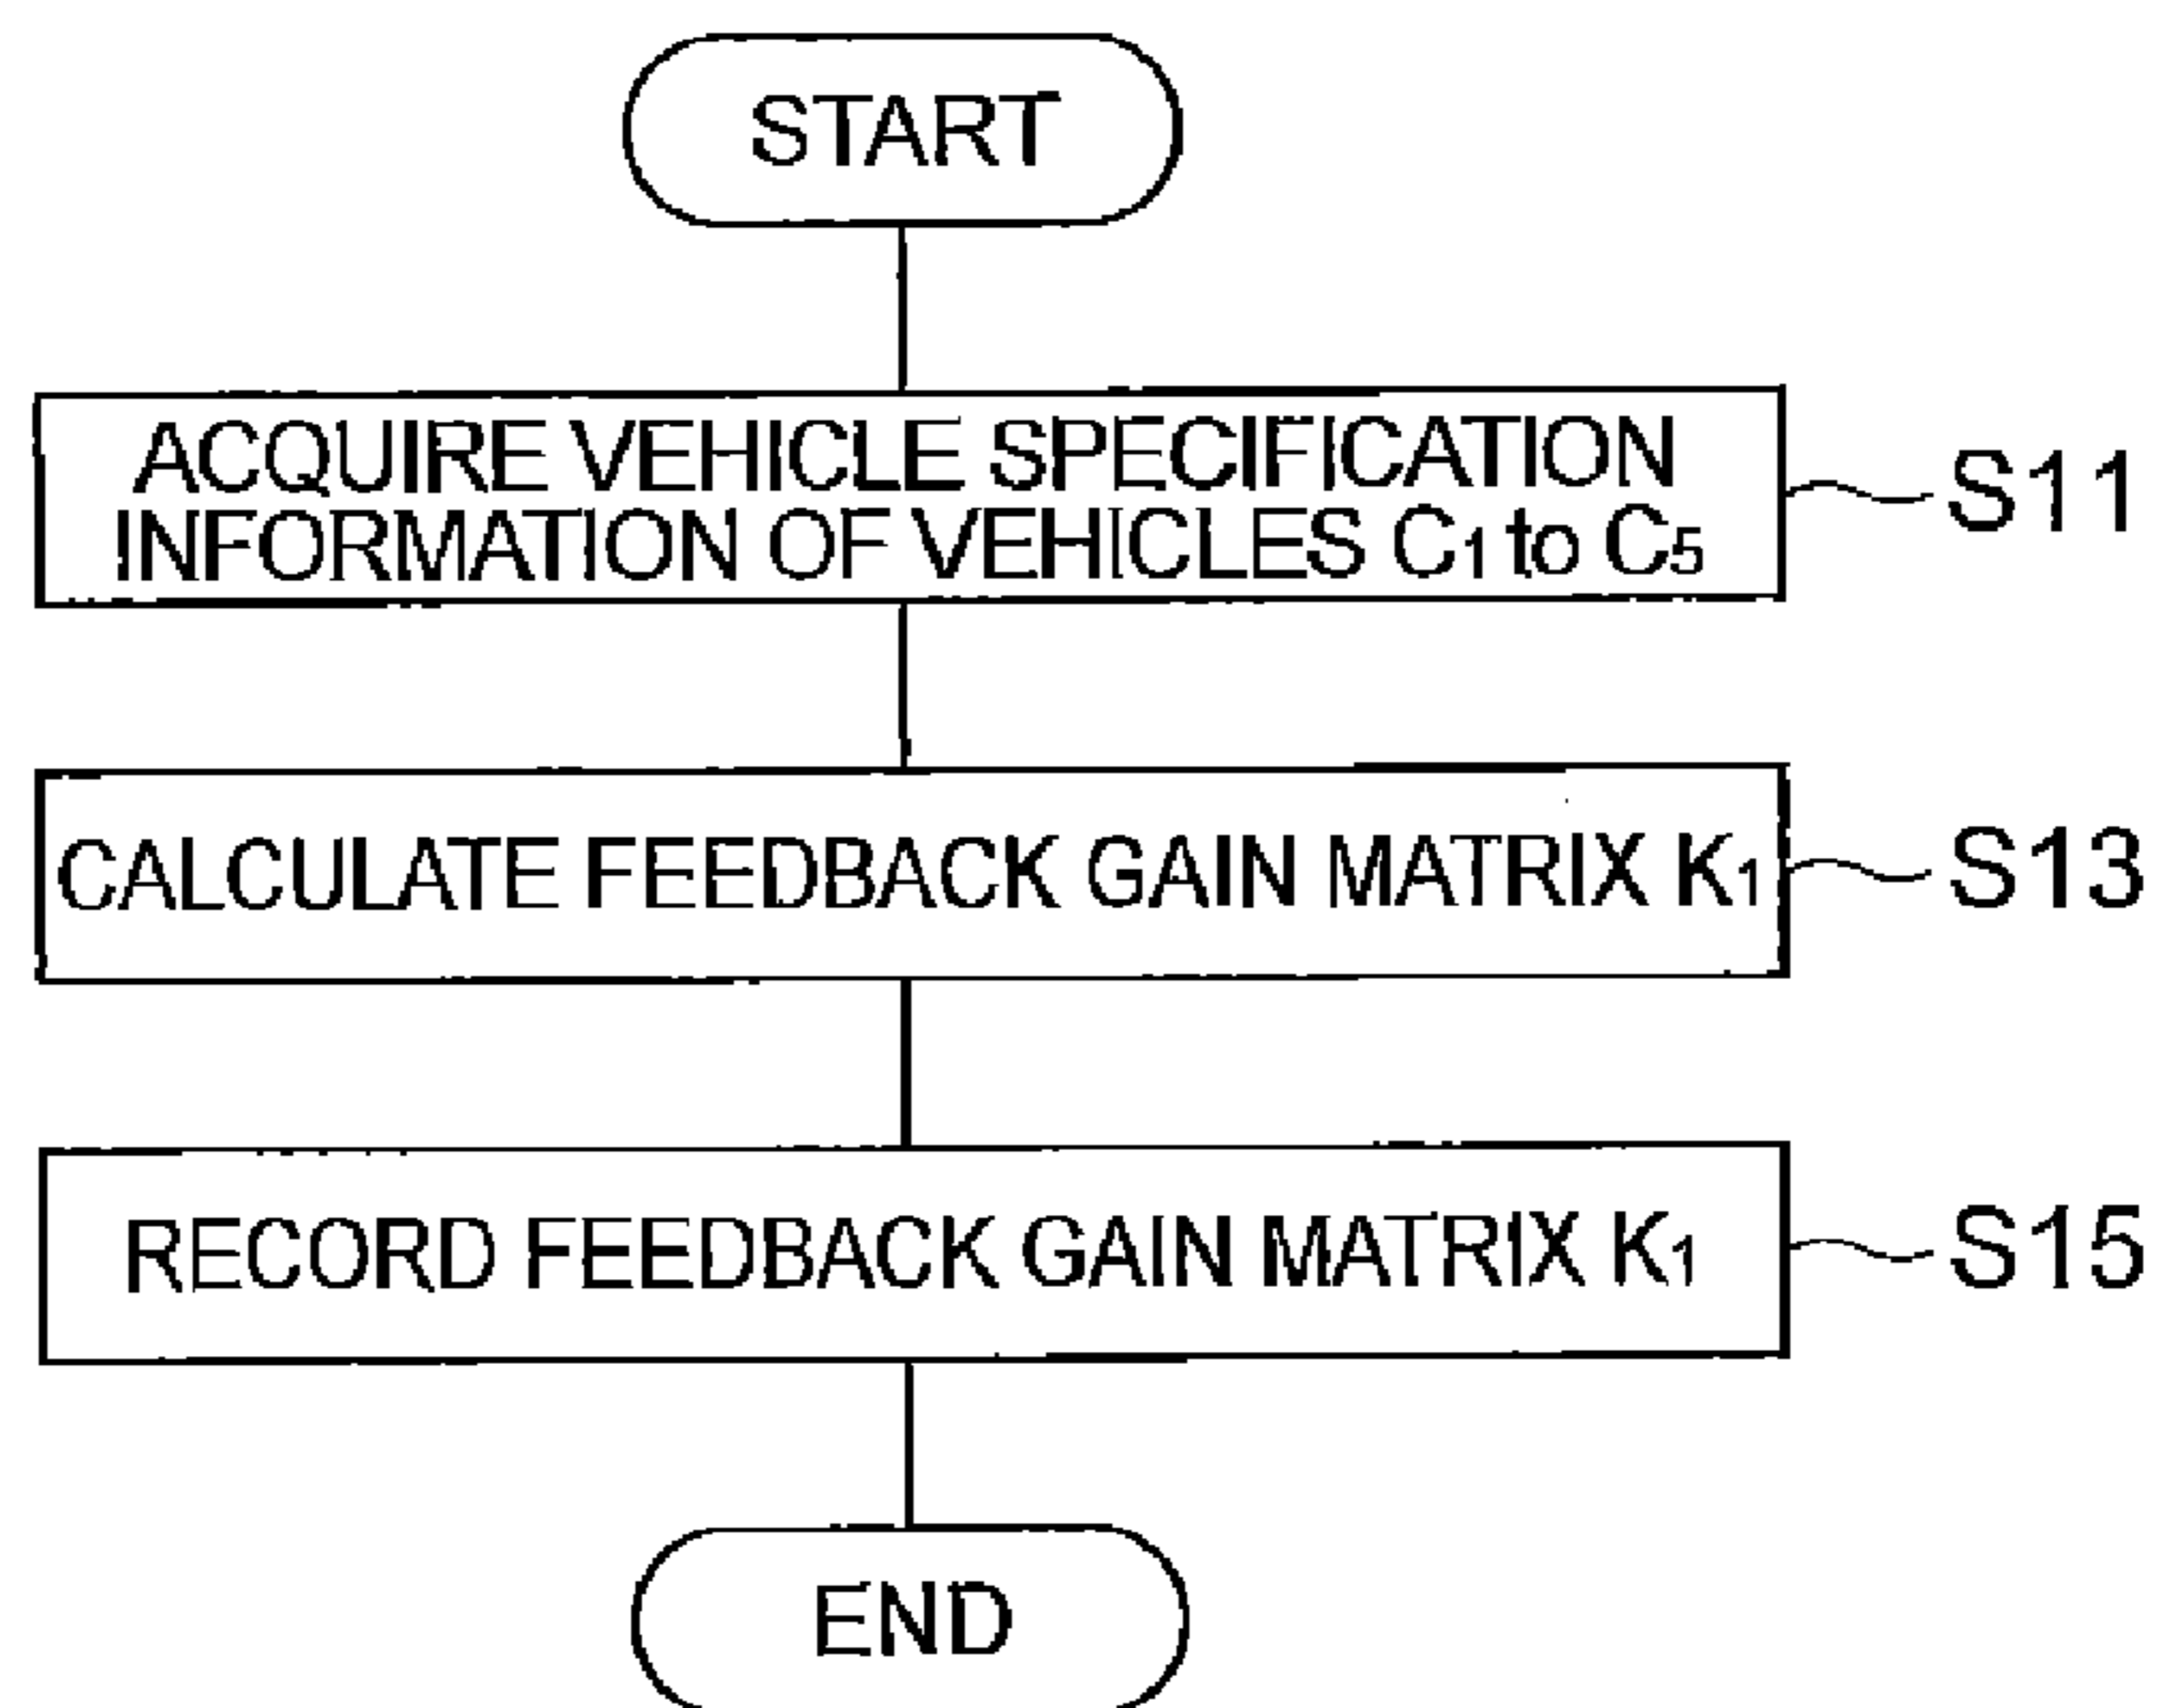 START
ACQUIRE VEHICLE SPECIFICATION
INFORMATION OF VEHICLES C₁ to C₅
S11
CALCULATE FEEDBACK GAIN MATRIX K₁
S13
RECORD FEEDBACK GAIN MATRIX K₁
S15
END